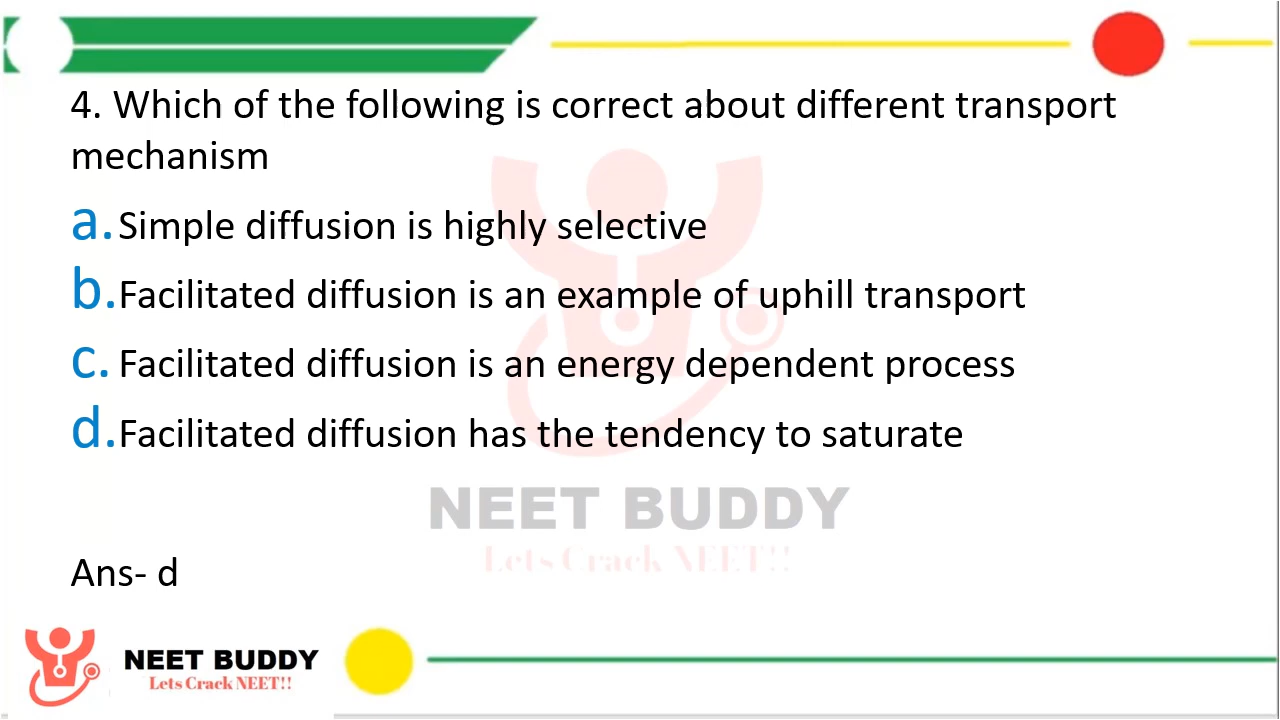 4. Which of the following is correct about different transport
mechanism
a. Simple diffusion is highly selective
b. Facilitated diffusion is an example of uphill transport
c. Facilitated diffusion is an energy dependent process
d. Facilitated diffusion has the tendency to saturate
NEET BUDDY
Lets Crack NEET!!
Ans- d
NEET BUDDY
Lets Crack NEET!!